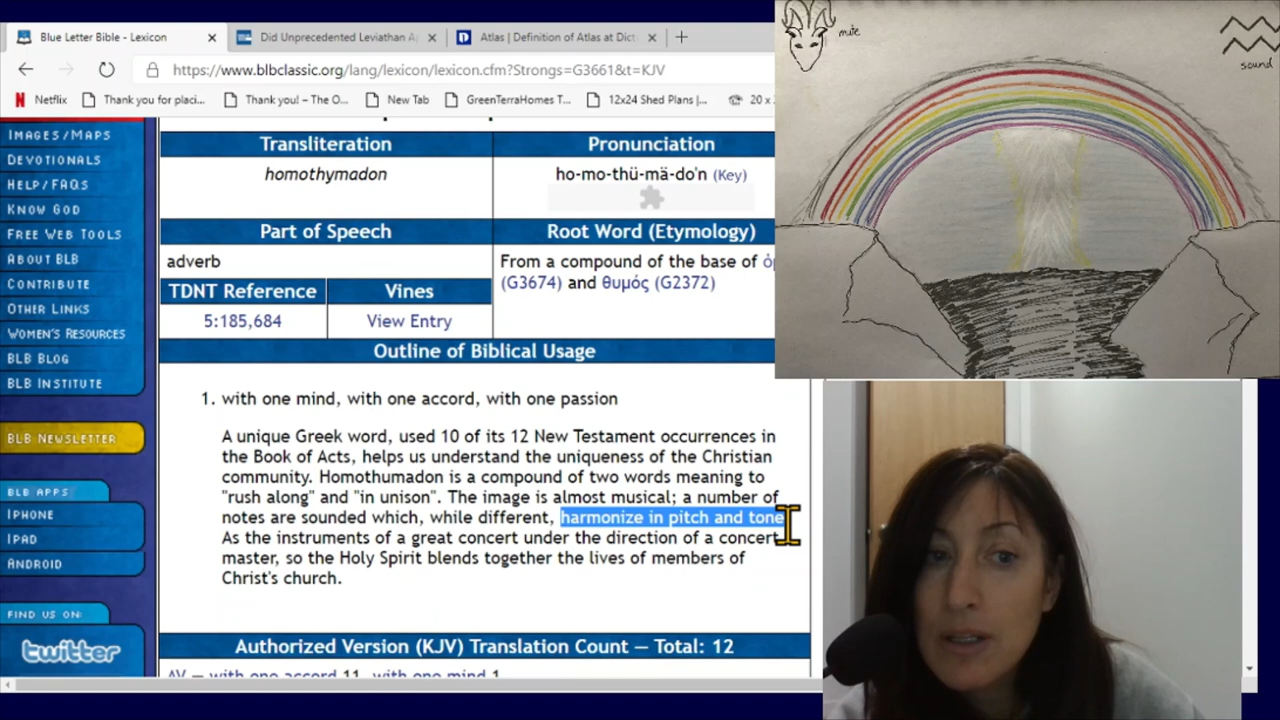 Blue Letter Bible - Lexicon
Did Unprecedented Leviathan A
Atlas | Definition of Atlas at Dict
https://www.blbclassic.org/lang/lexicon/lexicon.cfm?Strongs=G3661&t=KJV
Netflix
Thank you for placi...
Thank you! – The O...
New Tab
GreenTerraHomes T...
12x24 Shed Plans |...
20 x
IMAGES/MAPS
DEVOTIONALS
HELP/FAQS
KNOW GOD
FREE WEB TOOLS
ABOUT BLB
CONTRIBUTE
OTHER LINKS
WOMEN'S RESOURCES
BLB BLOG
BLB INSTITUTE
BLB NEWSLETTER
BLB APPS
IPHONE
IPAD
ANDROID
FIND US ON:
twitter
Transliteration
Pronunciation
homothymadon
ho-mo-thü-mä-do'n (Key)
Part of Speech
Root Word (Etymology)
adverb
From a compound of the base of
(G3674) and θυμός (G2372)
TDNT Reference
Vines
5:185,684
View Entry
Outline of Biblical Usage
1. with one mind, with one accord, with one passion
A unique Greek word, used 10 of its 12 New Testament occurrences in
the Book of Acts, helps us understand the uniqueness of the Christian
community. Homothumadon is a compound of two words meaning to
"rush along" and "in unison". The image is almost musical; a number of
notes are sounded which, while different, harmonize in pitch and tone
As the instruments of a great concert under the direction of a concert
master, so the Holy Spirit blends together the lives of members of
Christ's church.
Authorized Version (KJV) Translation Count — Total: 12
AV — with one accord 11, with one mind 1
mute
sound